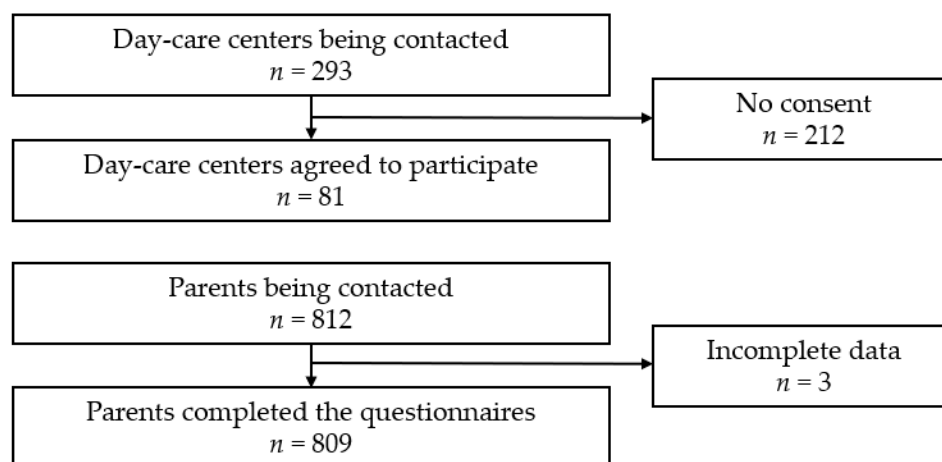 Day-care centers being contacted
n = 293
No consent
n = 212
Day-care centers agreed to participate
n = 81
Parents being contacted
n = 812
Incomplete data
n = 3
Parents completed the questionnaires
n = 809